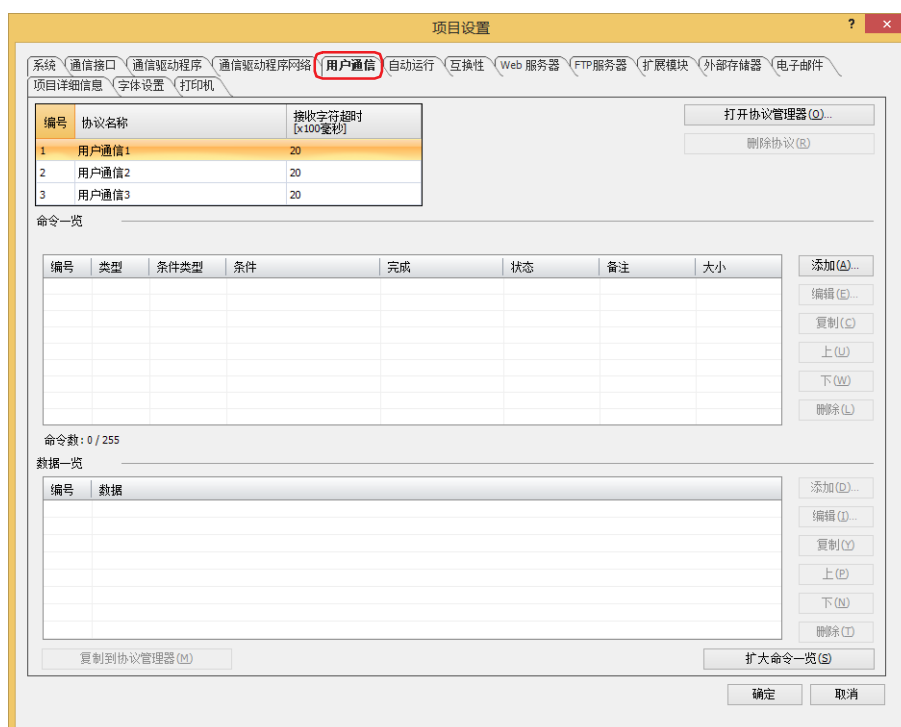 项目设置
?
×
系统 通信接口 通信驱动程序 通信驱动程序网络 用户通信 自动运行 互换性 Web 服务器 FTP服务器 扩展模块 外部存储器 电子邮件
项目详细信息 字体设置 打印机
编号 协议名称 接收字符超时
[x100毫秒]
1 用户通信1 20
2 用户通信2 20
3 用户通信3 20
打开协议管理器(O)...
删除协议(R)
命令一览
编号 类型 条件类型 条件 完成 状态 备注 大小
添加(A)...
编辑(E)...
复制(C)
上(U)
下(W)
删除(L)
命令数: 0 / 255
数据一览
编号 数据
添加(D)...
编辑(I)...
复制(Y)
上(P)
下(N)
删除(T)
复制到协议管理器(M)
扩大命令一览(S)
确定 取消